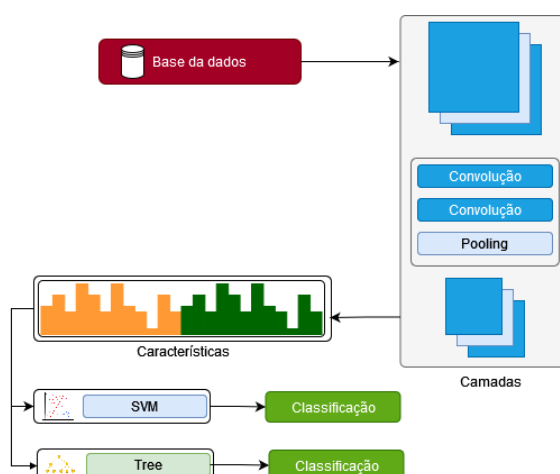 Base da dados
Convolução
Convolução
Pooling
Camadas
Características
SVM
Classificação
Tree
Classificação